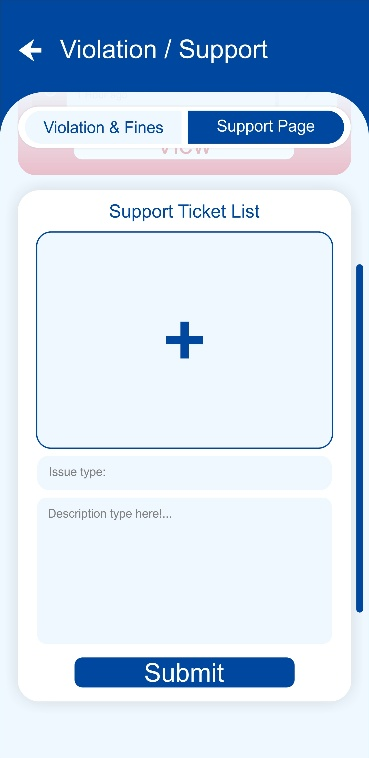 Violation / Support
Violation & Fines
Support Page
View
Support Ticket List
Issue type:
Description type here!...
Submit